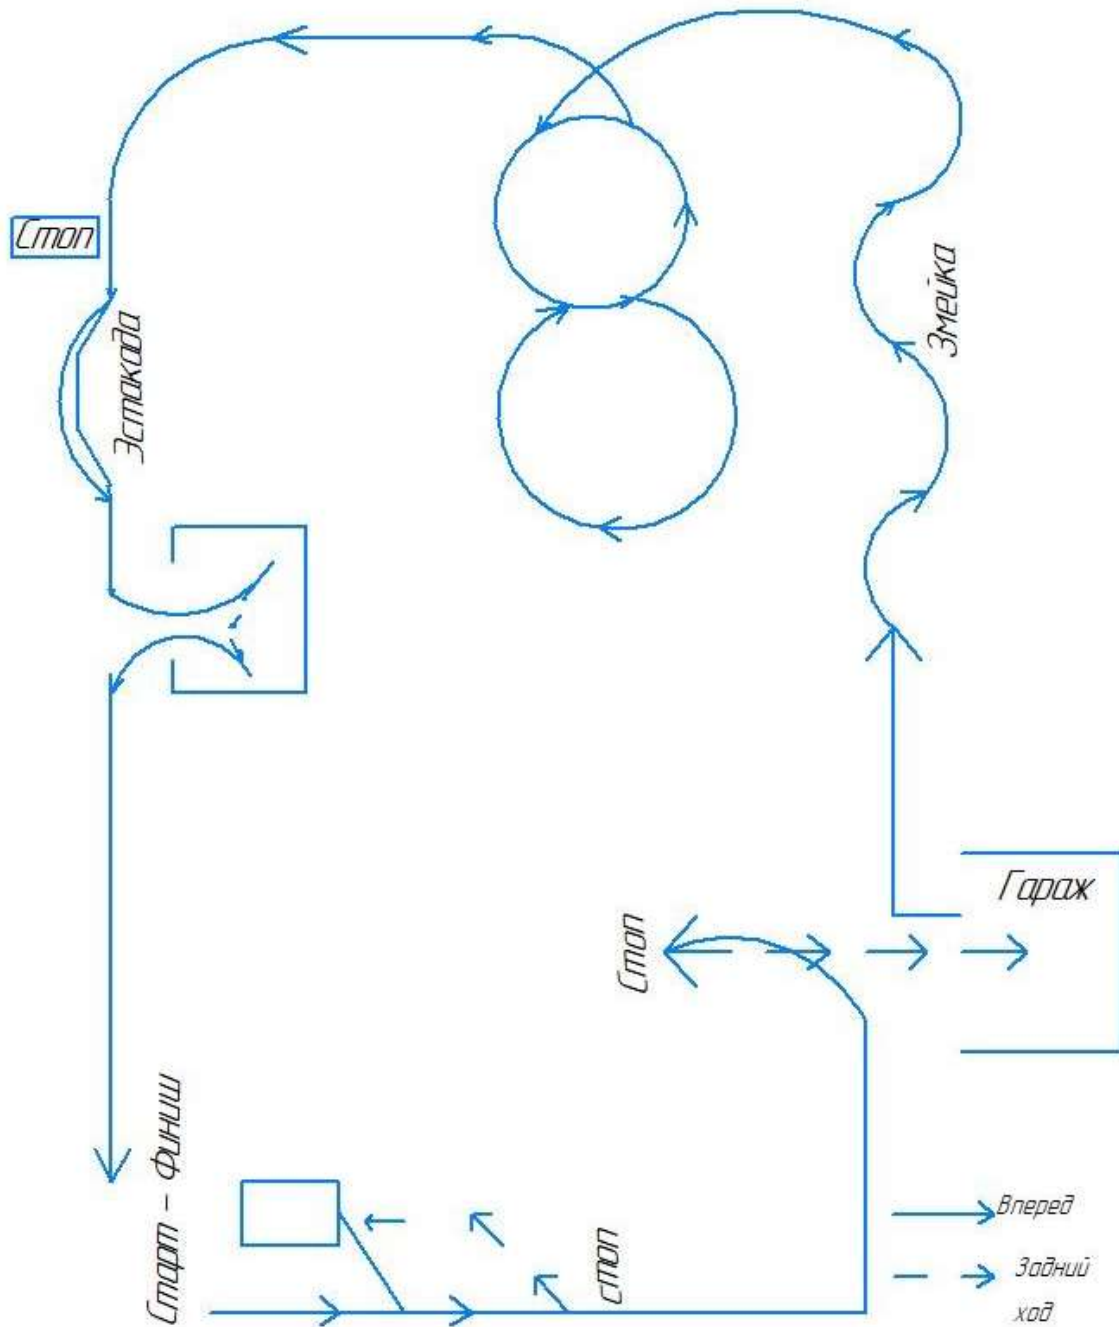 Стоп
Эстакада
Змейка
Гараж
Стоп
Старт - Финиш
стоп
Вперед
Задний
ход